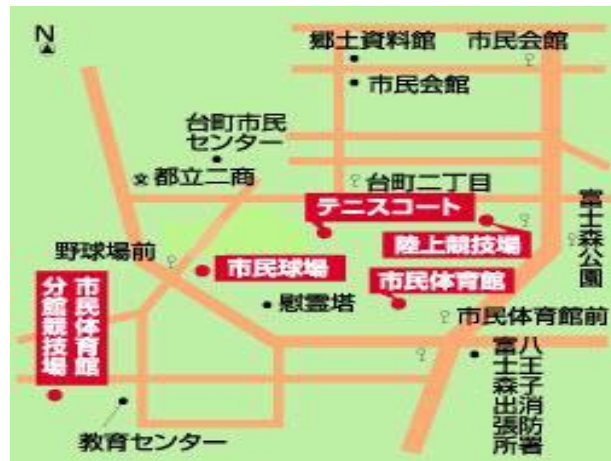 N
郷土資料館
市民会館
市民会館
台町市民
センター
都立二商
台町二丁目
テニスコート
陸上競技場
富士森公園
野球場前
市民球場
市民体育館
慰霊塔
市民体育館前
市民体育館
分館競技場
八王子消防署
富士森出張所
教育センター